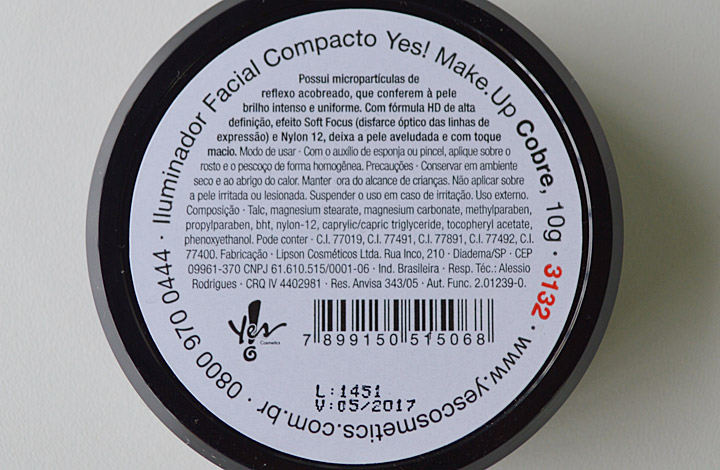 Iluminador Facial Compacto Yes! Make.Up Cobre, 10g · 3132 · www.yescosmetics.com.br · 0800 970 0444 ·
Possui micropartículas de
reflexo acobreado, que conferem à pele
brilho intenso e uniforme. Com fórmula HD de alta
definição, efeito Soft Focus (disfarce óptico das linhas de
expressão) e Nylon 12, deixa a pele aveludada e com toque
macio. Modo de usar · Com o auxílio de esponja ou pincel, aplique sobre o
rosto e o pescoço de forma homogênea. Precauções · Conservar em ambiente
seco e ao abrigo do calor. Manter ora do alcance de crianças. Não aplicar sobre
a pele irritada ou lesionada. Suspender o uso em caso de irritação. Uso externo.
Composição · Talc, magnesium stearate, magnesium carbonate, methylparaben,
propylparaben, bht, nylon-12, caprylic/capric triglyceride, tocopheryl acetate,
phenoxyethanol. Pode conter · C.I. 77019, C.I. 77491, C.I. 77891, C.I. 77492, C.I.
77400. Fabricação · Lipson Cosméticos Ltda. Rua Inco, 210 · Diadema/SP · CEP
09961-370 CNPJ 61.610.515/0001-06 · Ind. Brasileira · Resp. Téc.: Alessio
Rodrigues · CRQ IV 4402981 · Res. Anvisa 343/05 · Aut. Func. 2.01239-0.
Yes!
Cosmetics
7 899150 515068
L:1451
V:05/2017